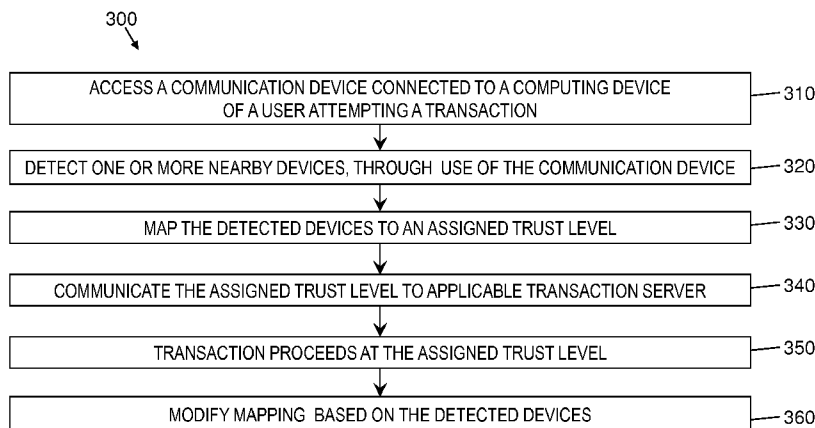 300
ACCESS A COMMUNICATION DEVICE CONNECTED TO A COMPUTING DEVICE
OF A USER ATTEMPTING A TRANSACTION
310
DETECT ONE OR MORE NEARBY DEVICES, THROUGH USE OF THE COMMUNICATION DEVICE
320
MAP THE DETECTED DEVICES TO AN ASSIGNED TRUST LEVEL
330
COMMUNICATE THE ASSIGNED TRUST LEVEL TO APPLICABLE TRANSACTION SERVER
340
TRANSACTION PROCEEDS AT THE ASSIGNED TRUST LEVEL
350
MODIFY MAPPING BASED ON THE DETECTED DEVICES
360